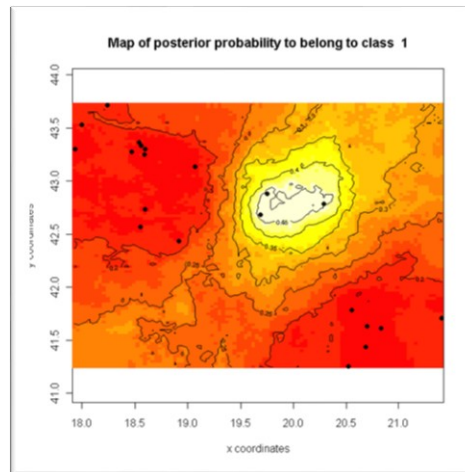 Map of posterior probability to belong to class 1
44.0
43.5
43.0
42.5
42.0
41.5
41.0
y coordinates
18.0 18.5 19.0 19.5 20.0 20.5 21.0
x coordinates